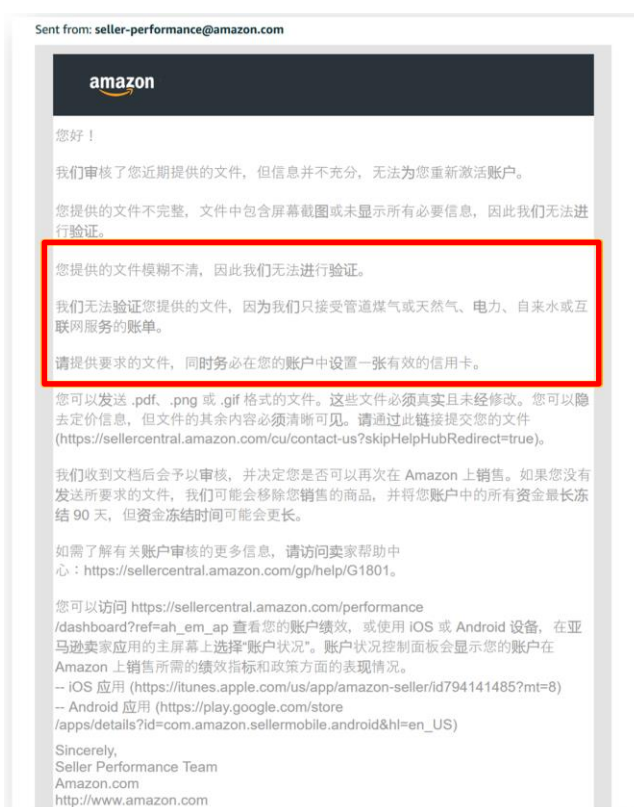 Sent from: seller-performance@amazon.com
amazon
您好！
我们审核了您近期提供的文件，但信息并不充分，无法为您重新激活账户。
您提供的文件不完整，文件中包含屏幕截图或未显示所有必要信息，因此我们无法进
行验证。
您提供的文件模糊不清，因此我们无法进行验证。
我们无法验证您提供的文件，因为我们只接受管道煤气或天然气、电力、自来水或互
联网服务的账单。
请提供要求的文件，同时务必在您的账户中设置一张有效的信用卡。
您可以发送 .pdf、.png 或 .gif 格式的文件。这些文件必须真实且未经修改。您可以隐
去定价信息，但文件的其余内容必须清晰可见。请通过此链接提交您的文件
(https://sellercentral.amazon.com/cu/contact-us?skipHelpHubRedirect=true)。
我们收到文档后会予以审核，并决定您是否可以再次在 Amazon 上销售。如果您没有
发送所要求的文件，我们可能会移除您销售的商品，并将您账户中的所有资金最长冻
结 90 天，但资金冻结时间可能会更长。
如需了解有关账户审核的更多信息，请访问卖家帮助中
心：https://sellercentral.amazon.com/gp/help/G1801。
您可以访问 https://sellercentral.amazon.com/performance
/dashboard?ref=ah_em_ap 查看您的账户绩效，或使用 iOS 或 Android 设备，在亚
马逊卖家应用的主屏幕上选择“账户状况”。账户状况控制面板会显示您的账户在
Amazon 上销售所需的绩效指标和政策方面的表现情况。
-- iOS 应用 (https://itunes.apple.com/us/app/amazon-seller/id794141485?mt=8)
-- Android 应用 (https://play.google.com/store
/apps/details?id=com.amazon.sellermobile.android&hl=en_US)
Sincerely,
Seller Performance Team
Amazon.com
http://www.amazon.com